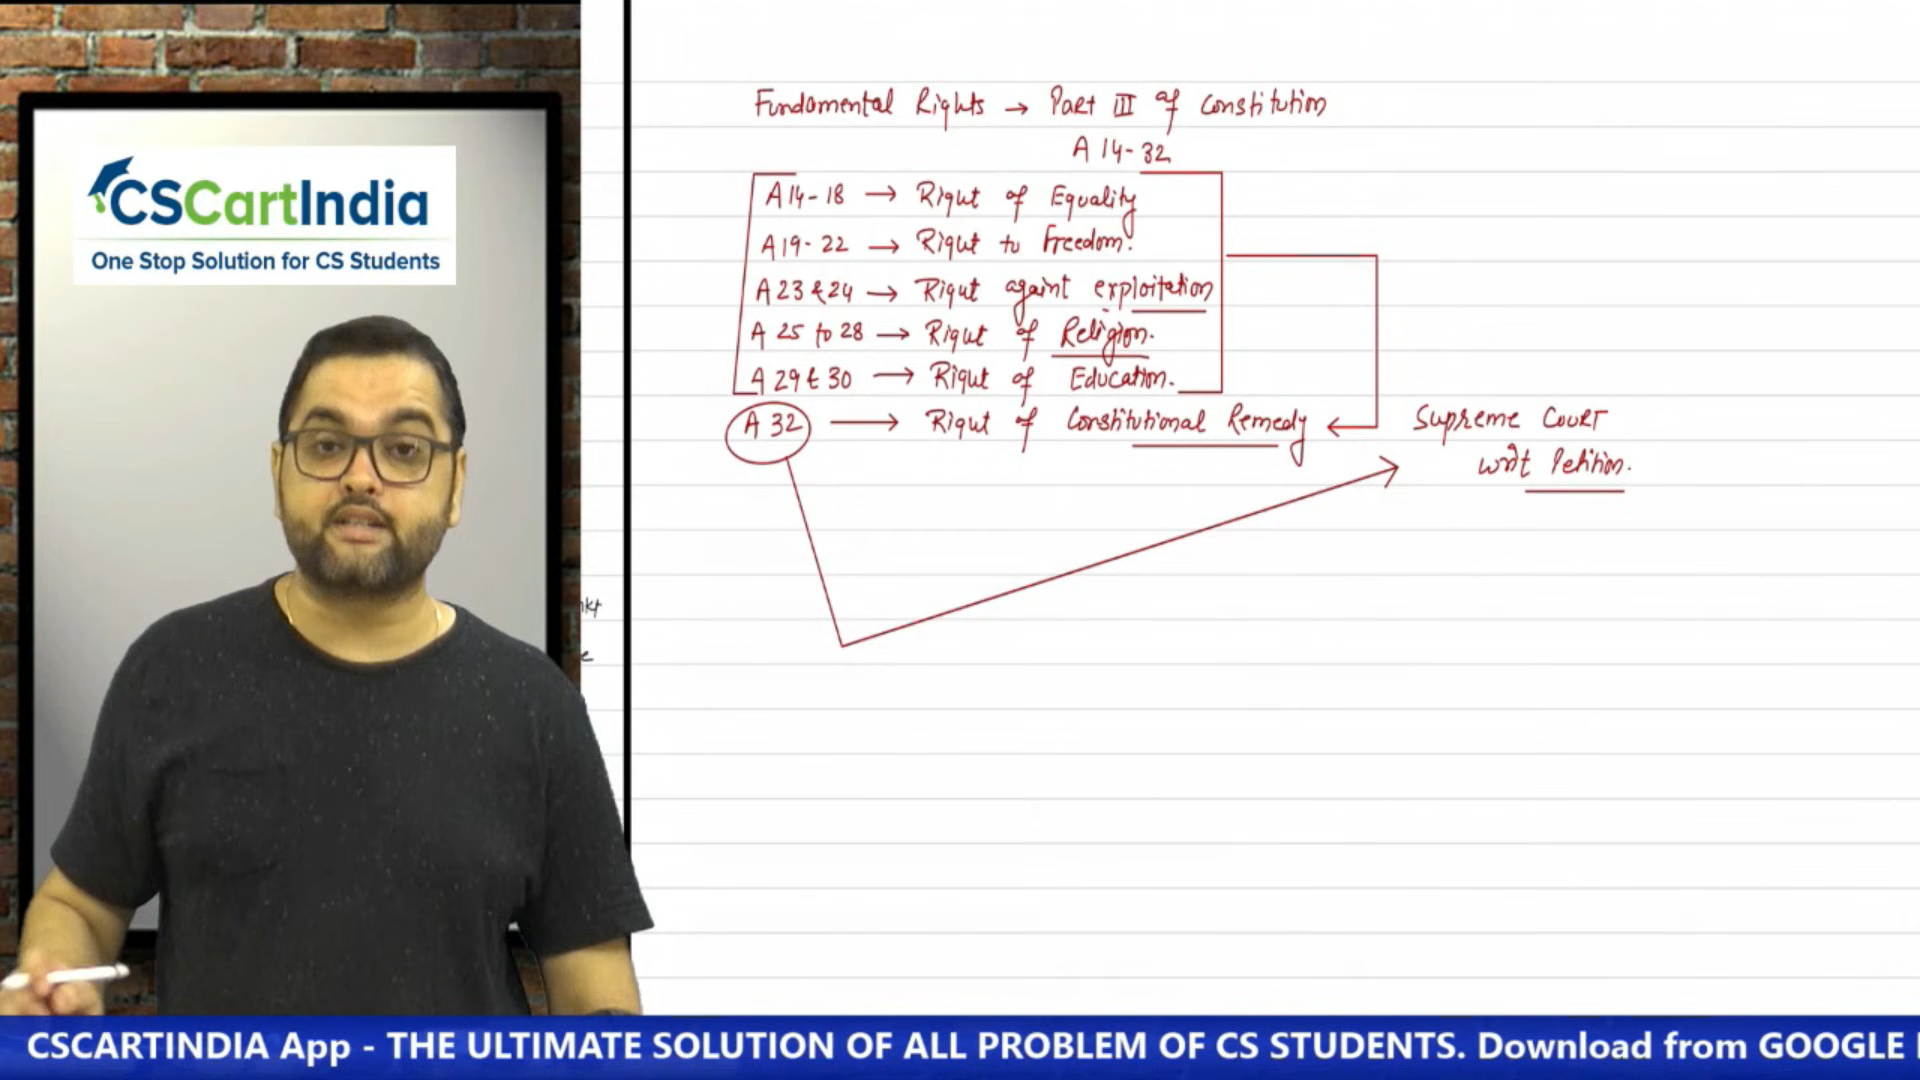 CSCartIndia
One Stop Solution for CS Students
Fundamental Rights → Part III of Constitution
A 14-32
A14-18 → Right of Equality
A19-22 → Right to Freedom.
A 23 & 24 → Right againt exploitation
A 25 to 28 → Right of Religion.
A 29 & 30 → Right of Education.
A 32 → Right of Constitutional Remedy ← Supreme Court
writ Petition.
CSCARTINDIA App - THE ULTIMATE SOLUTION OF ALL PROBLEM OF CS STUDENTS. Download from GOOGLE